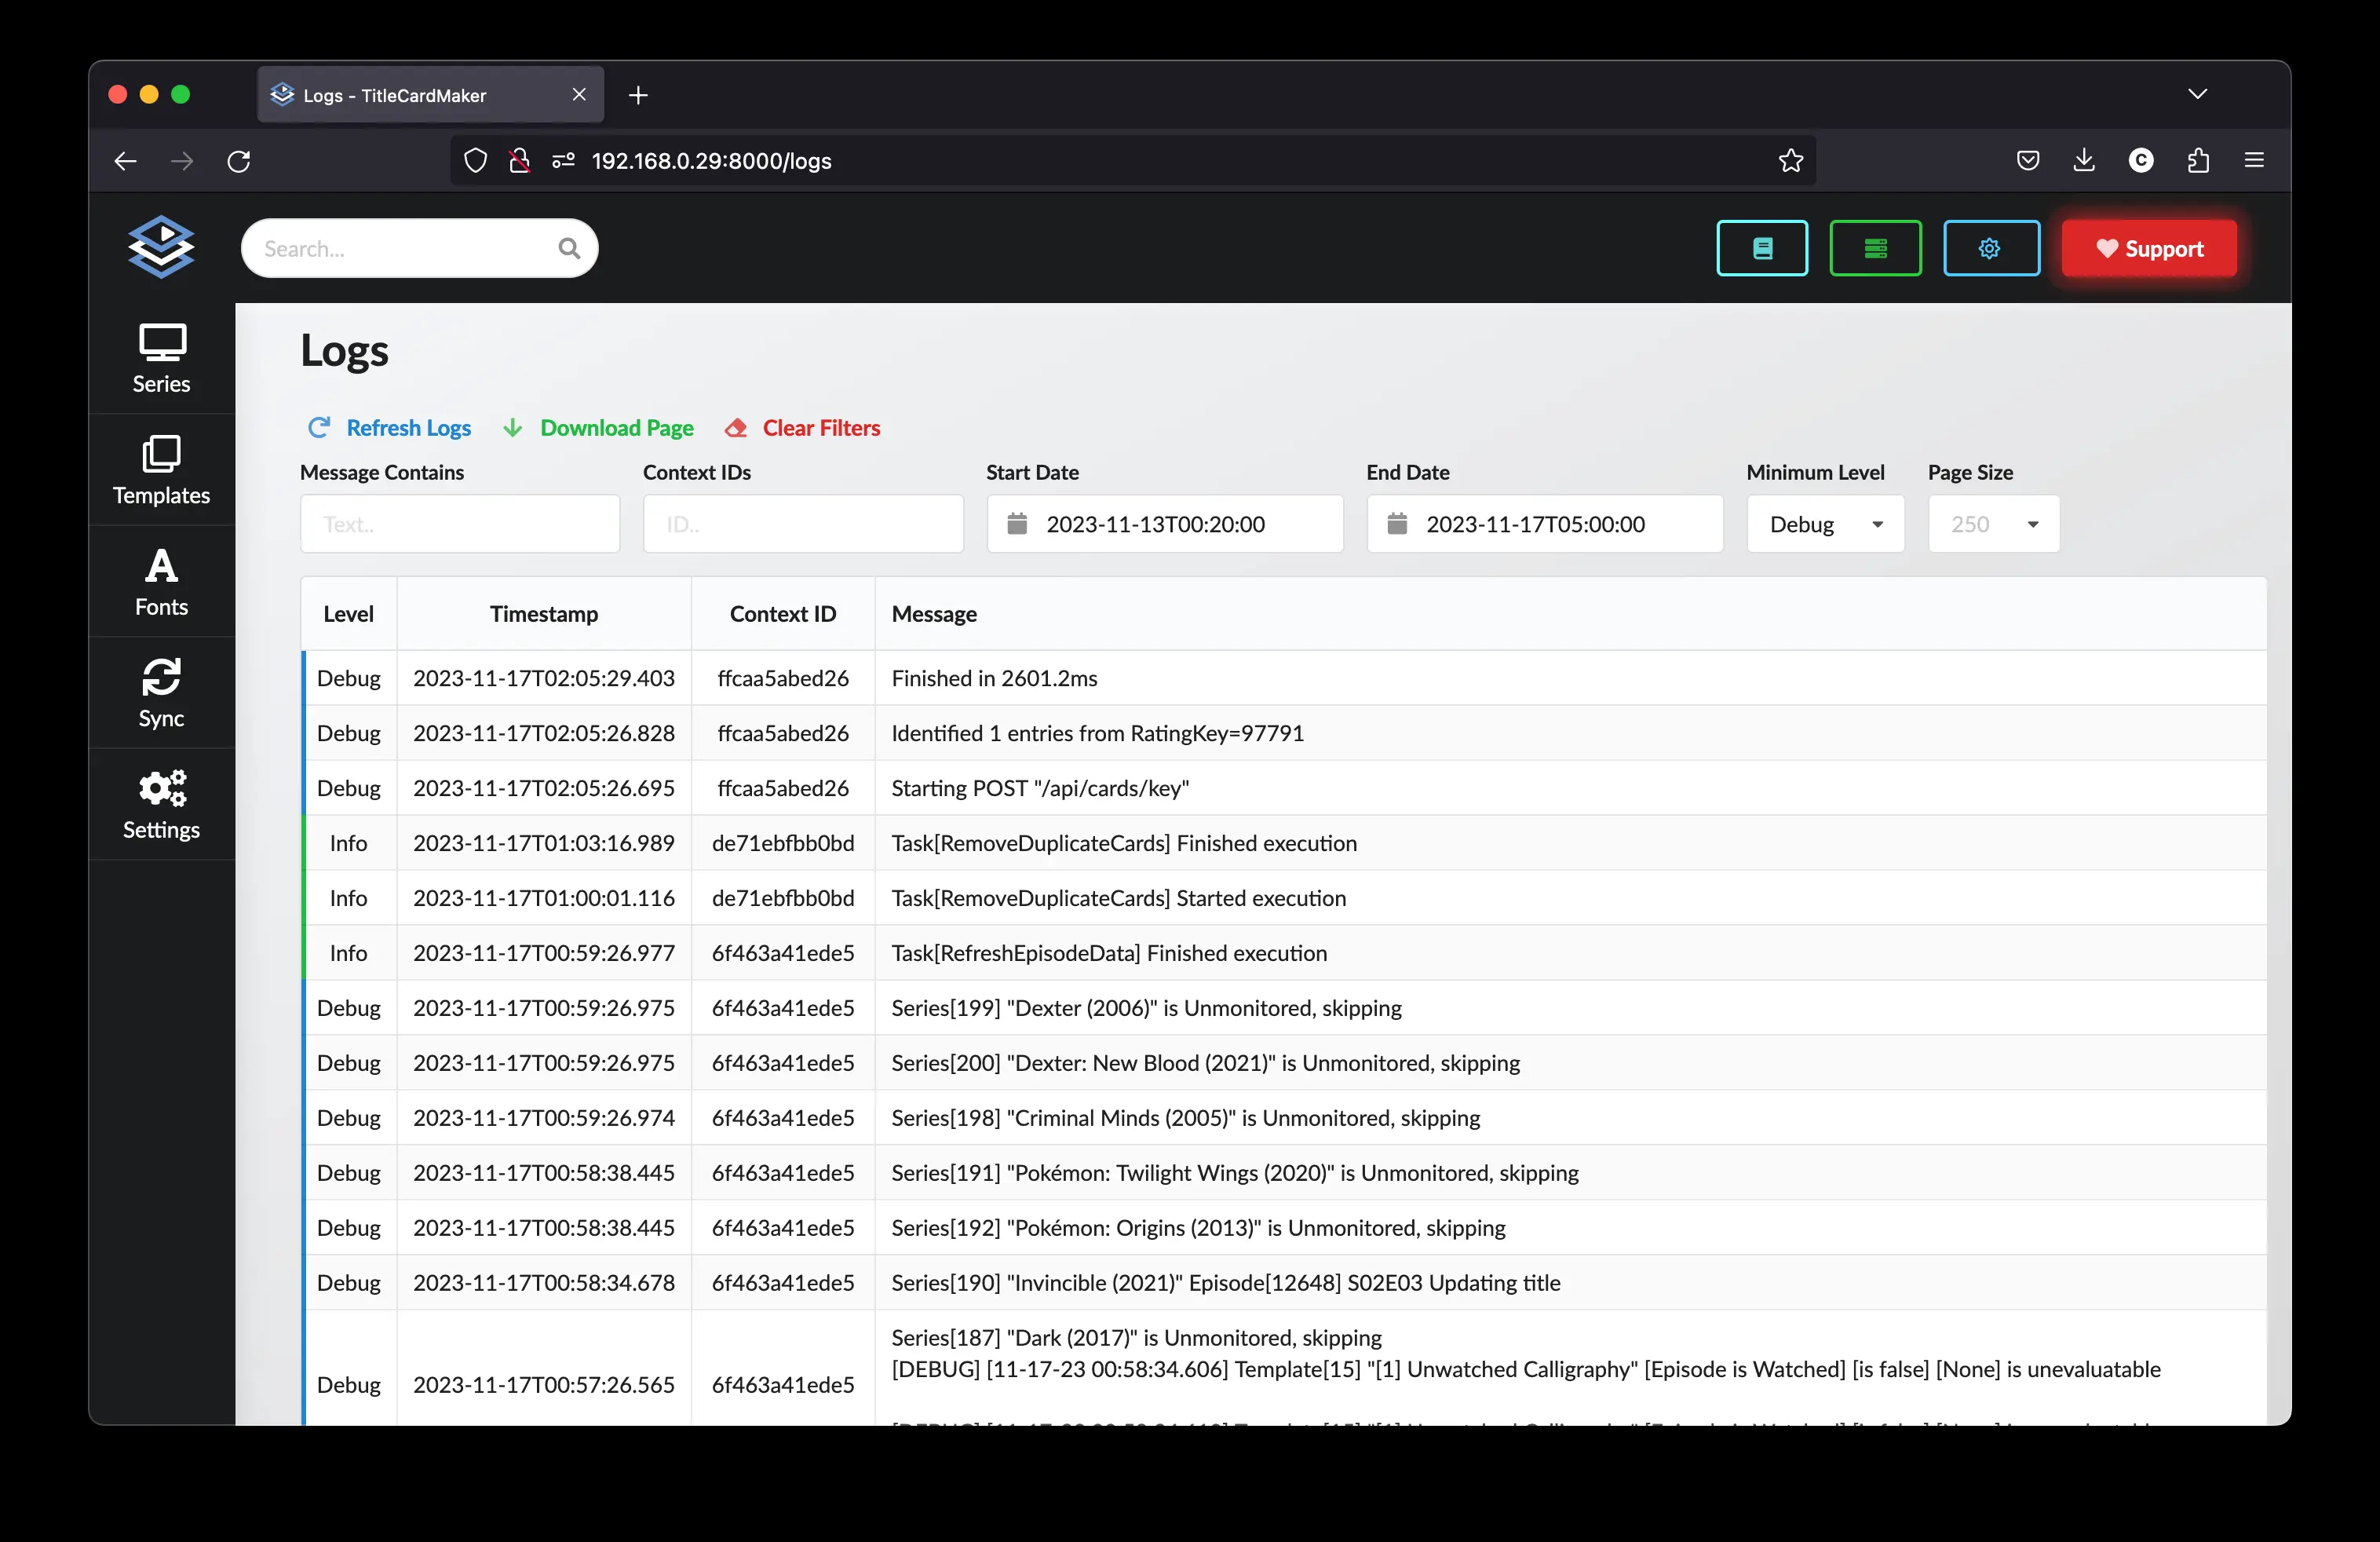 Logs - TitleCardMaker
192.168.0.29:8000/logs
C
Search...
Support
Series
Templates
Fonts
Sync
Settings
Logs
Refresh Logs Download Page Clear Filters
Message Contains Context IDs Start Date End Date Minimum Level Page Size
Text.. ID.. 2023-11-13T00:20:00 2023-11-17T05:00:00 Debug 250
Level Timestamp Context ID Message
Debug 2023-11-17T02:05:29.403 ffcaa5abed26 Finished in 2601.2ms
Debug 2023-11-17T02:05:26.828 ffcaa5abed26 Identified 1 entries from RatingKey=97791
Debug 2023-11-17T02:05:26.695 ffcaa5abed26 Starting POST "/api/cards/key"
Info 2023-11-17T01:03:16.989 de71ebfbb0bd Task[RemoveDuplicateCards] Finished execution
Info 2023-11-17T01:00:01.116 de71ebfbb0bd Task[RemoveDuplicateCards] Started execution
Info 2023-11-17T00:59:26.977 6f463a41ede5 Task[RefreshEpisodeData] Finished execution
Debug 2023-11-17T00:59:26.975 6f463a41ede5 Series[199] "Dexter (2006)" is Unmonitored, skipping
Debug 2023-11-17T00:59:26.975 6f463a41ede5 Series[200] "Dexter: New Blood (2021)" is Unmonitored, skipping
Debug 2023-11-17T00:59:26.974 6f463a41ede5 Series[198] "Criminal Minds (2005)" is Unmonitored, skipping
Debug 2023-11-17T00:58:38.445 6f463a41ede5 Series[191] "Pokémon: Twilight Wings (2020)" is Unmonitored, skipping
Debug 2023-11-17T00:58:38.445 6f463a41ede5 Series[192] "Pokémon: Origins (2013)" is Unmonitored, skipping
Debug 2023-11-17T00:58:34.678 6f463a41ede5 Series[190] "Invincible (2021)" Episode[12648] S02E03 Updating title
Series[187] "Dark (2017)" is Unmonitored, skipping
[DEBUG] [11-17-23 00:58:34.606] Template[15] "[1] Unwatched Calligraphy" [Episode is Watched] [is false] [None] is unevaluatable
Debug 2023-11-17T00:57:26.565 6f463a41ede5